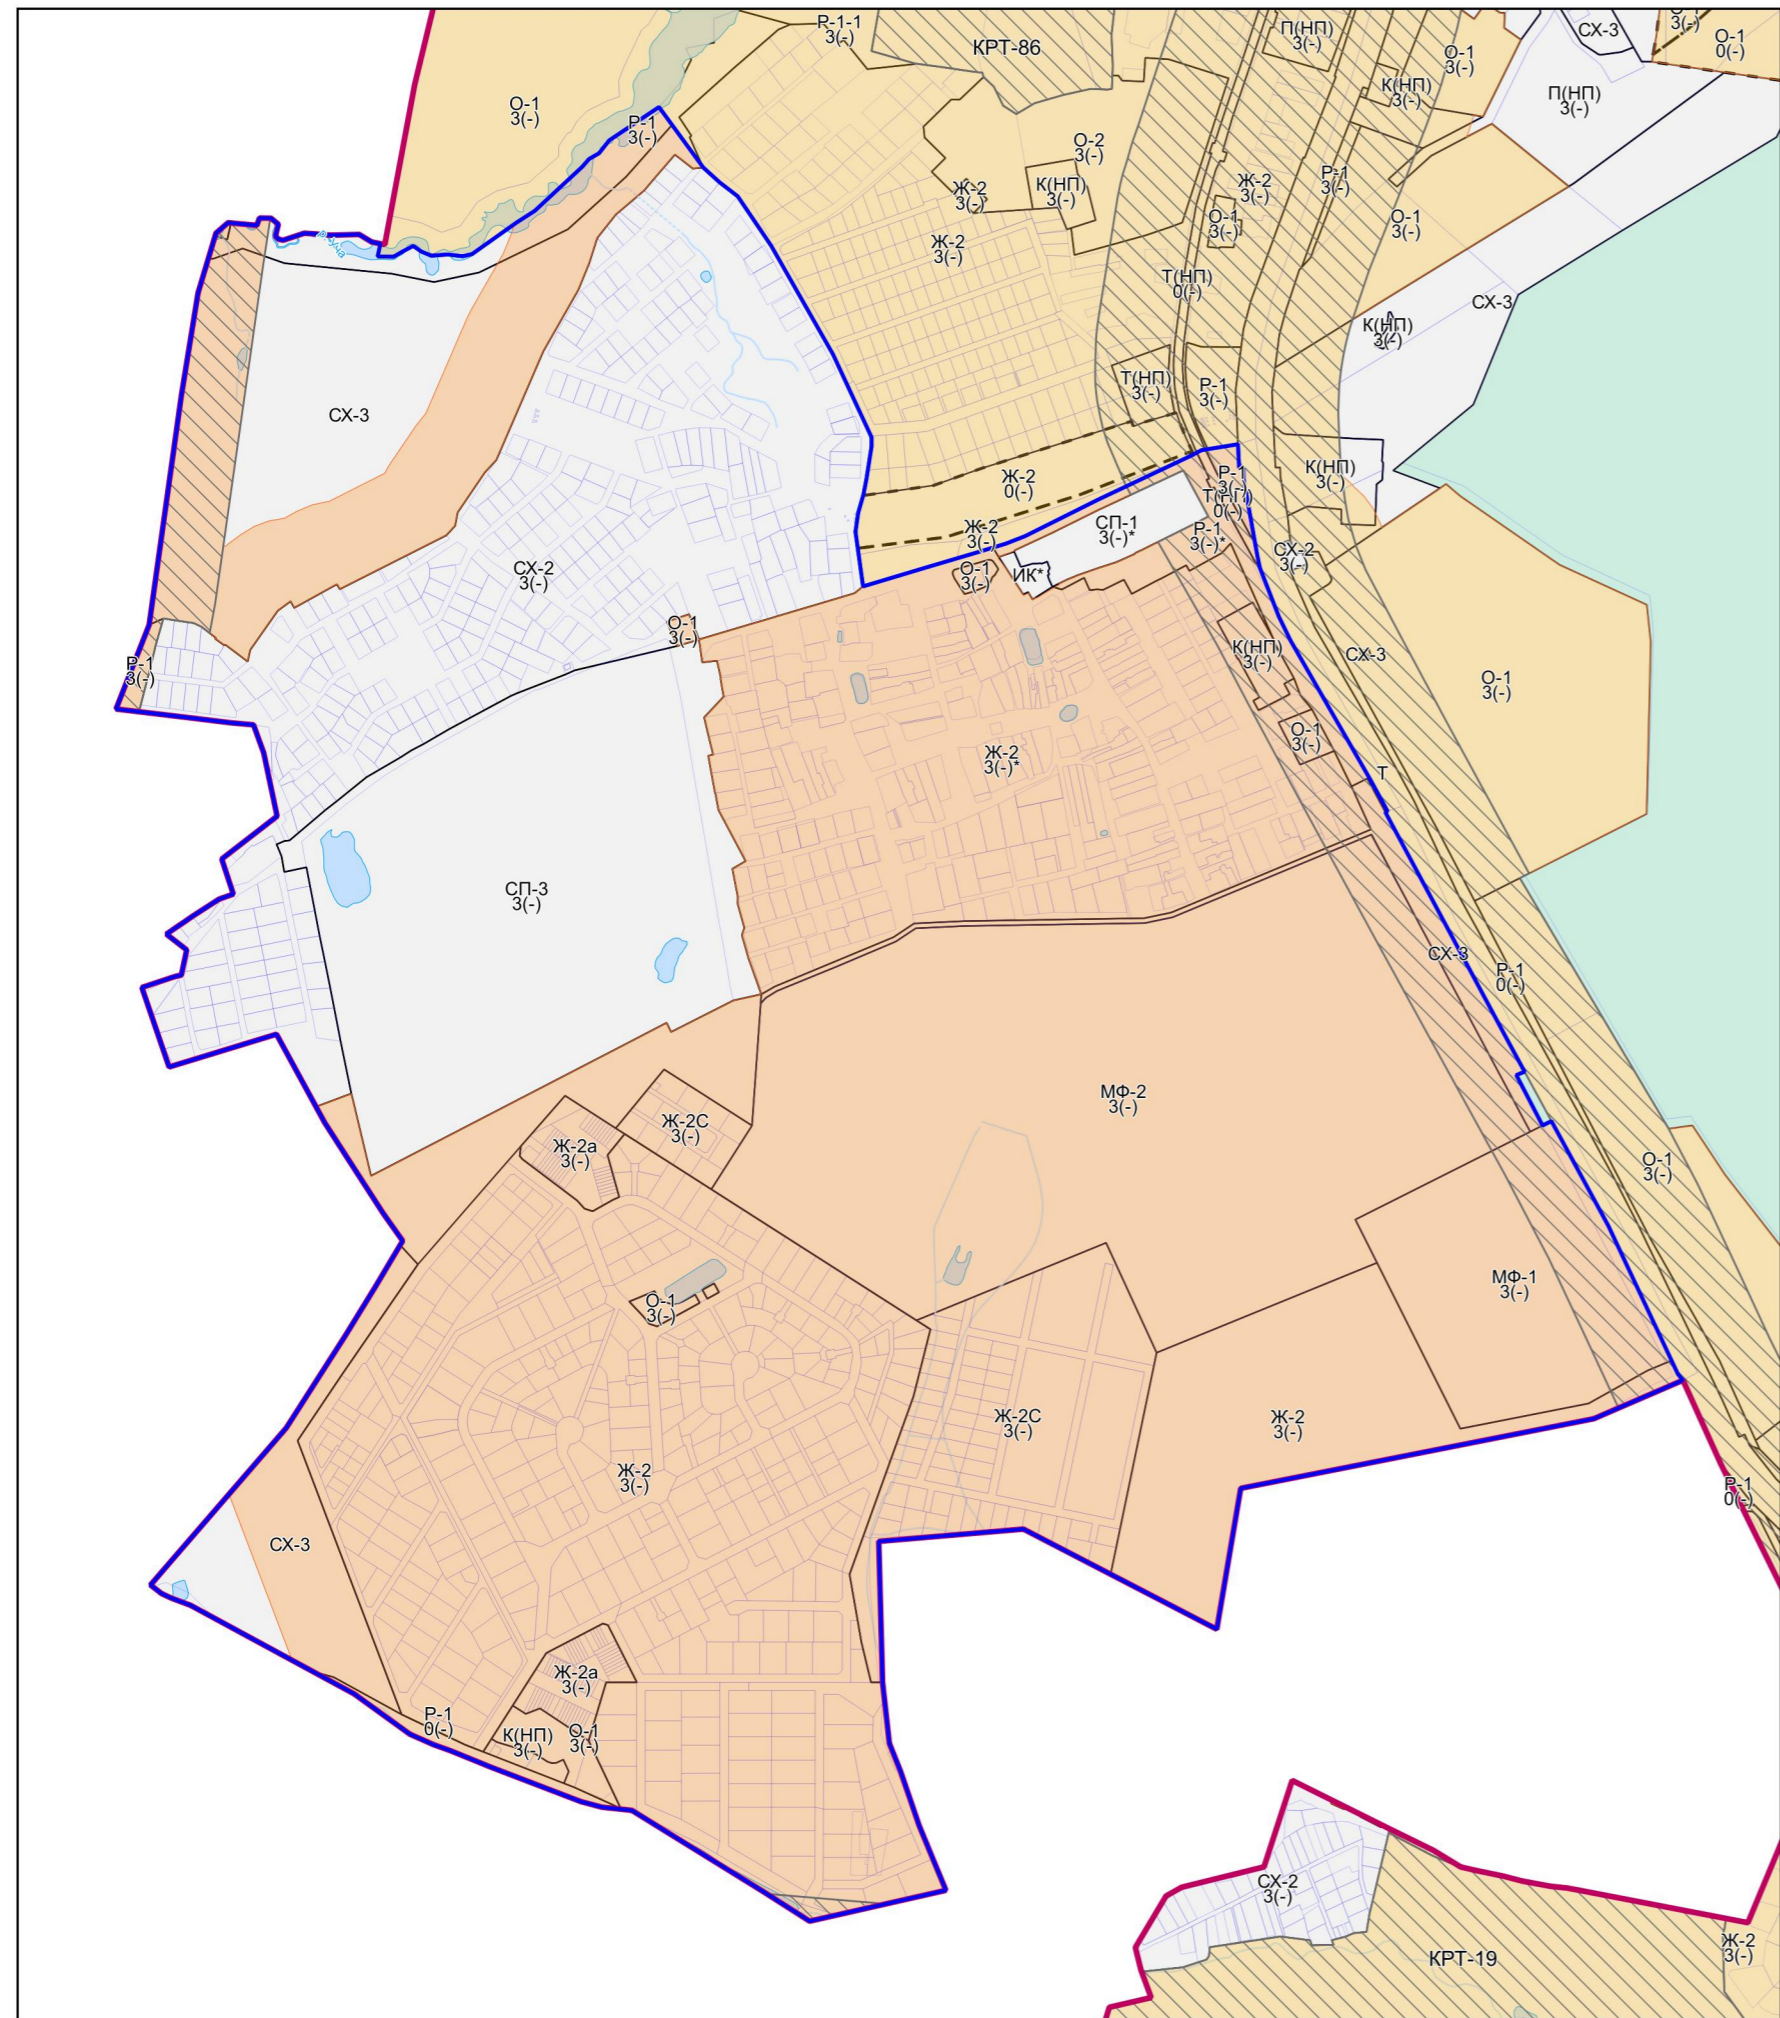 Р-1-1
3(-)
КРТ-86
П(НП)
3(-)
О-1
3(-)
СХ-3
3(-)
О-1
0(-)
О-1
3(-)
Р-1
3(-)
К(НП)
3(-)
П(НП)
3(-)
О-2
3(-)
Ж-2
3(-)
К(НП)
3(-)
Ж-2
3(-)
Р-1
3(-)
О-1
3(-)
О-1
3(-)
Ж-2
3(-)
р. Уча
Т(НП)
0(-)
СХ-3
К(НП)
3(-)
Т(НП)
3(-)
Р-1
3(-)
СХ-3
Ж-2
0(-)
Р-1
3(-)
К(НП)
3(-)
Т(НП)
0(-)
СП-1
3(-)*
Ж-2
3(-)
Р-1
3(-)*
СХ-2
3(-)
СХ-2
3(-)
О-1
3(-)
ИК*
О-1
3(-)
К(НП)
3(-)
СХ-3
Р-1
3(-)
О-1
3(-)
О-1
3(-)
Ж-2
3(-)*
Т
СП-3
3(-)
СХ-3
Р-1
0(-)
МФ-2
3(-)
Ж-2С
3(-)
Ж-2а
3(-)
О-1
3(-)
МФ-1
3(-)
О-1
3(-)
Ж-2С
3(-)
Ж-2
3(-)
Ж-2
3(-)
Р-1
0(-)
СХ-3
Ж-2а
3(-)
Р-1
0(-)
К(НП)
3(-)
О-1
3(-)
СХ-2
3(-)
КРТ-19
Ж-2
3(-)